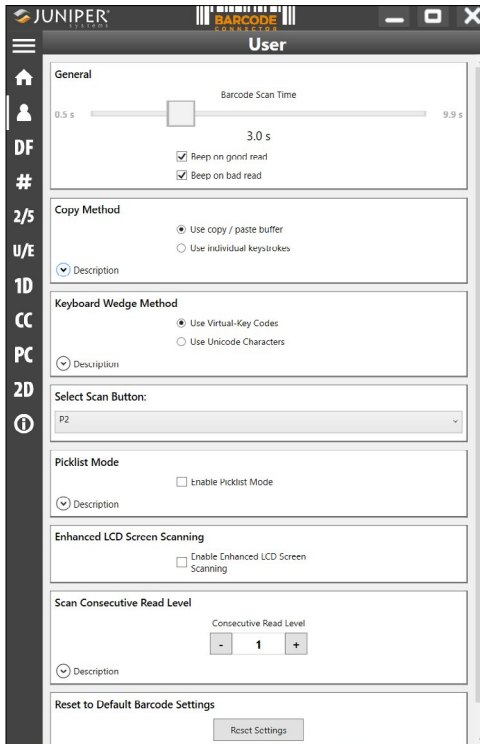 JUNIPER
systems
BARCODE
CONNECTOR
User
General
Barcode Scan Time
0.5 s
9.9 s
3.0 s
Beep on good read
Beep on bad read
DF
#
2/5
U/E
1D
CC
PC
2D
Copy Method
Use copy / paste buffer
Use individual keystrokes
Description
Keyboard Wedge Method
Use Virtual-Key Codes
Use Unicode Characters
Description
Select Scan Button:
P2
Picklist Mode
Enable Picklist Mode
Description
Enhanced LCD Screen Scanning
Enable Enhanced LCD Screen
Scanning
Scan Consecutive Read Level
Consecutive Read Level
- 1 +
Description
Reset to Default Barcode Settings
Reset Settings